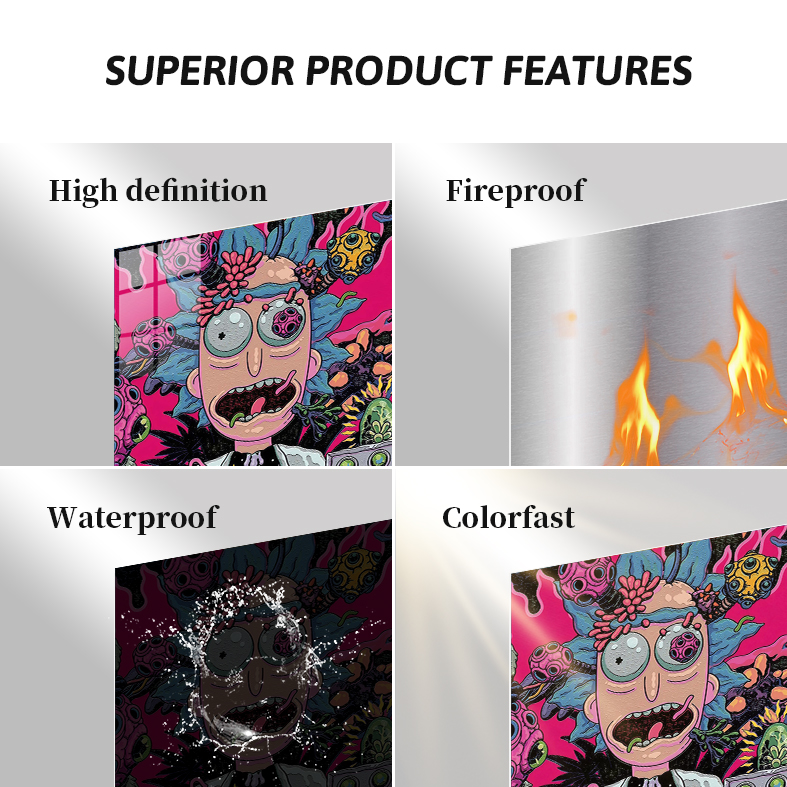 SUPERIOR PRODUCT FEATURES
High definition
Fireproof
Waterproof
Colorfast